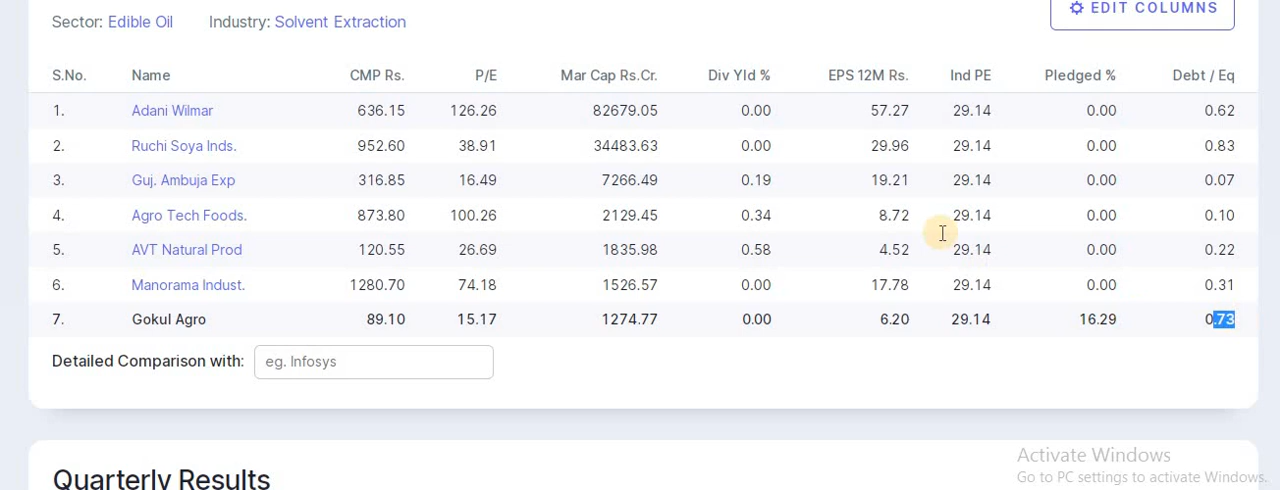 Sector: Edible Oil Industry: Solvent Extraction EDIT COLUMNS
S.No. Name CMP Rs. P/E Mar Cap Rs.Cr. Div Yld % EPS 12M Rs. Ind PE Pledged % Debt / Eq
1. Adani Wilmar 636.15 126.26 82679.05 0.00 57.27 29.14 0.00 0.62
2. Ruchi Soya Inds. 952.60 38.91 34483.63 0.00 29.96 29.14 0.00 0.83
3. Guj. Ambuja Exp 316.85 16.49 7266.49 0.19 19.21 29.14 0.00 0.07
4. Agro Tech Foods. 873.80 100.26 2129.45 0.34 8.72 29.14 0.00 0.10
5. AVT Natural Prod 120.55 26.69 1835.98 0.58 4.52 29.14 0.00 0.22
6. Manorama Indust. 1280.70 74.18 1526.57 0.00 17.78 29.14 0.00 0.31
7. Gokul Agro 89.10 15.17 1274.77 0.00 6.20 29.14 16.29 0.73
Detailed Comparison with: eg. Infosys
Quarterly Results
Activate Windows
Go to PC settings to activate Windows.